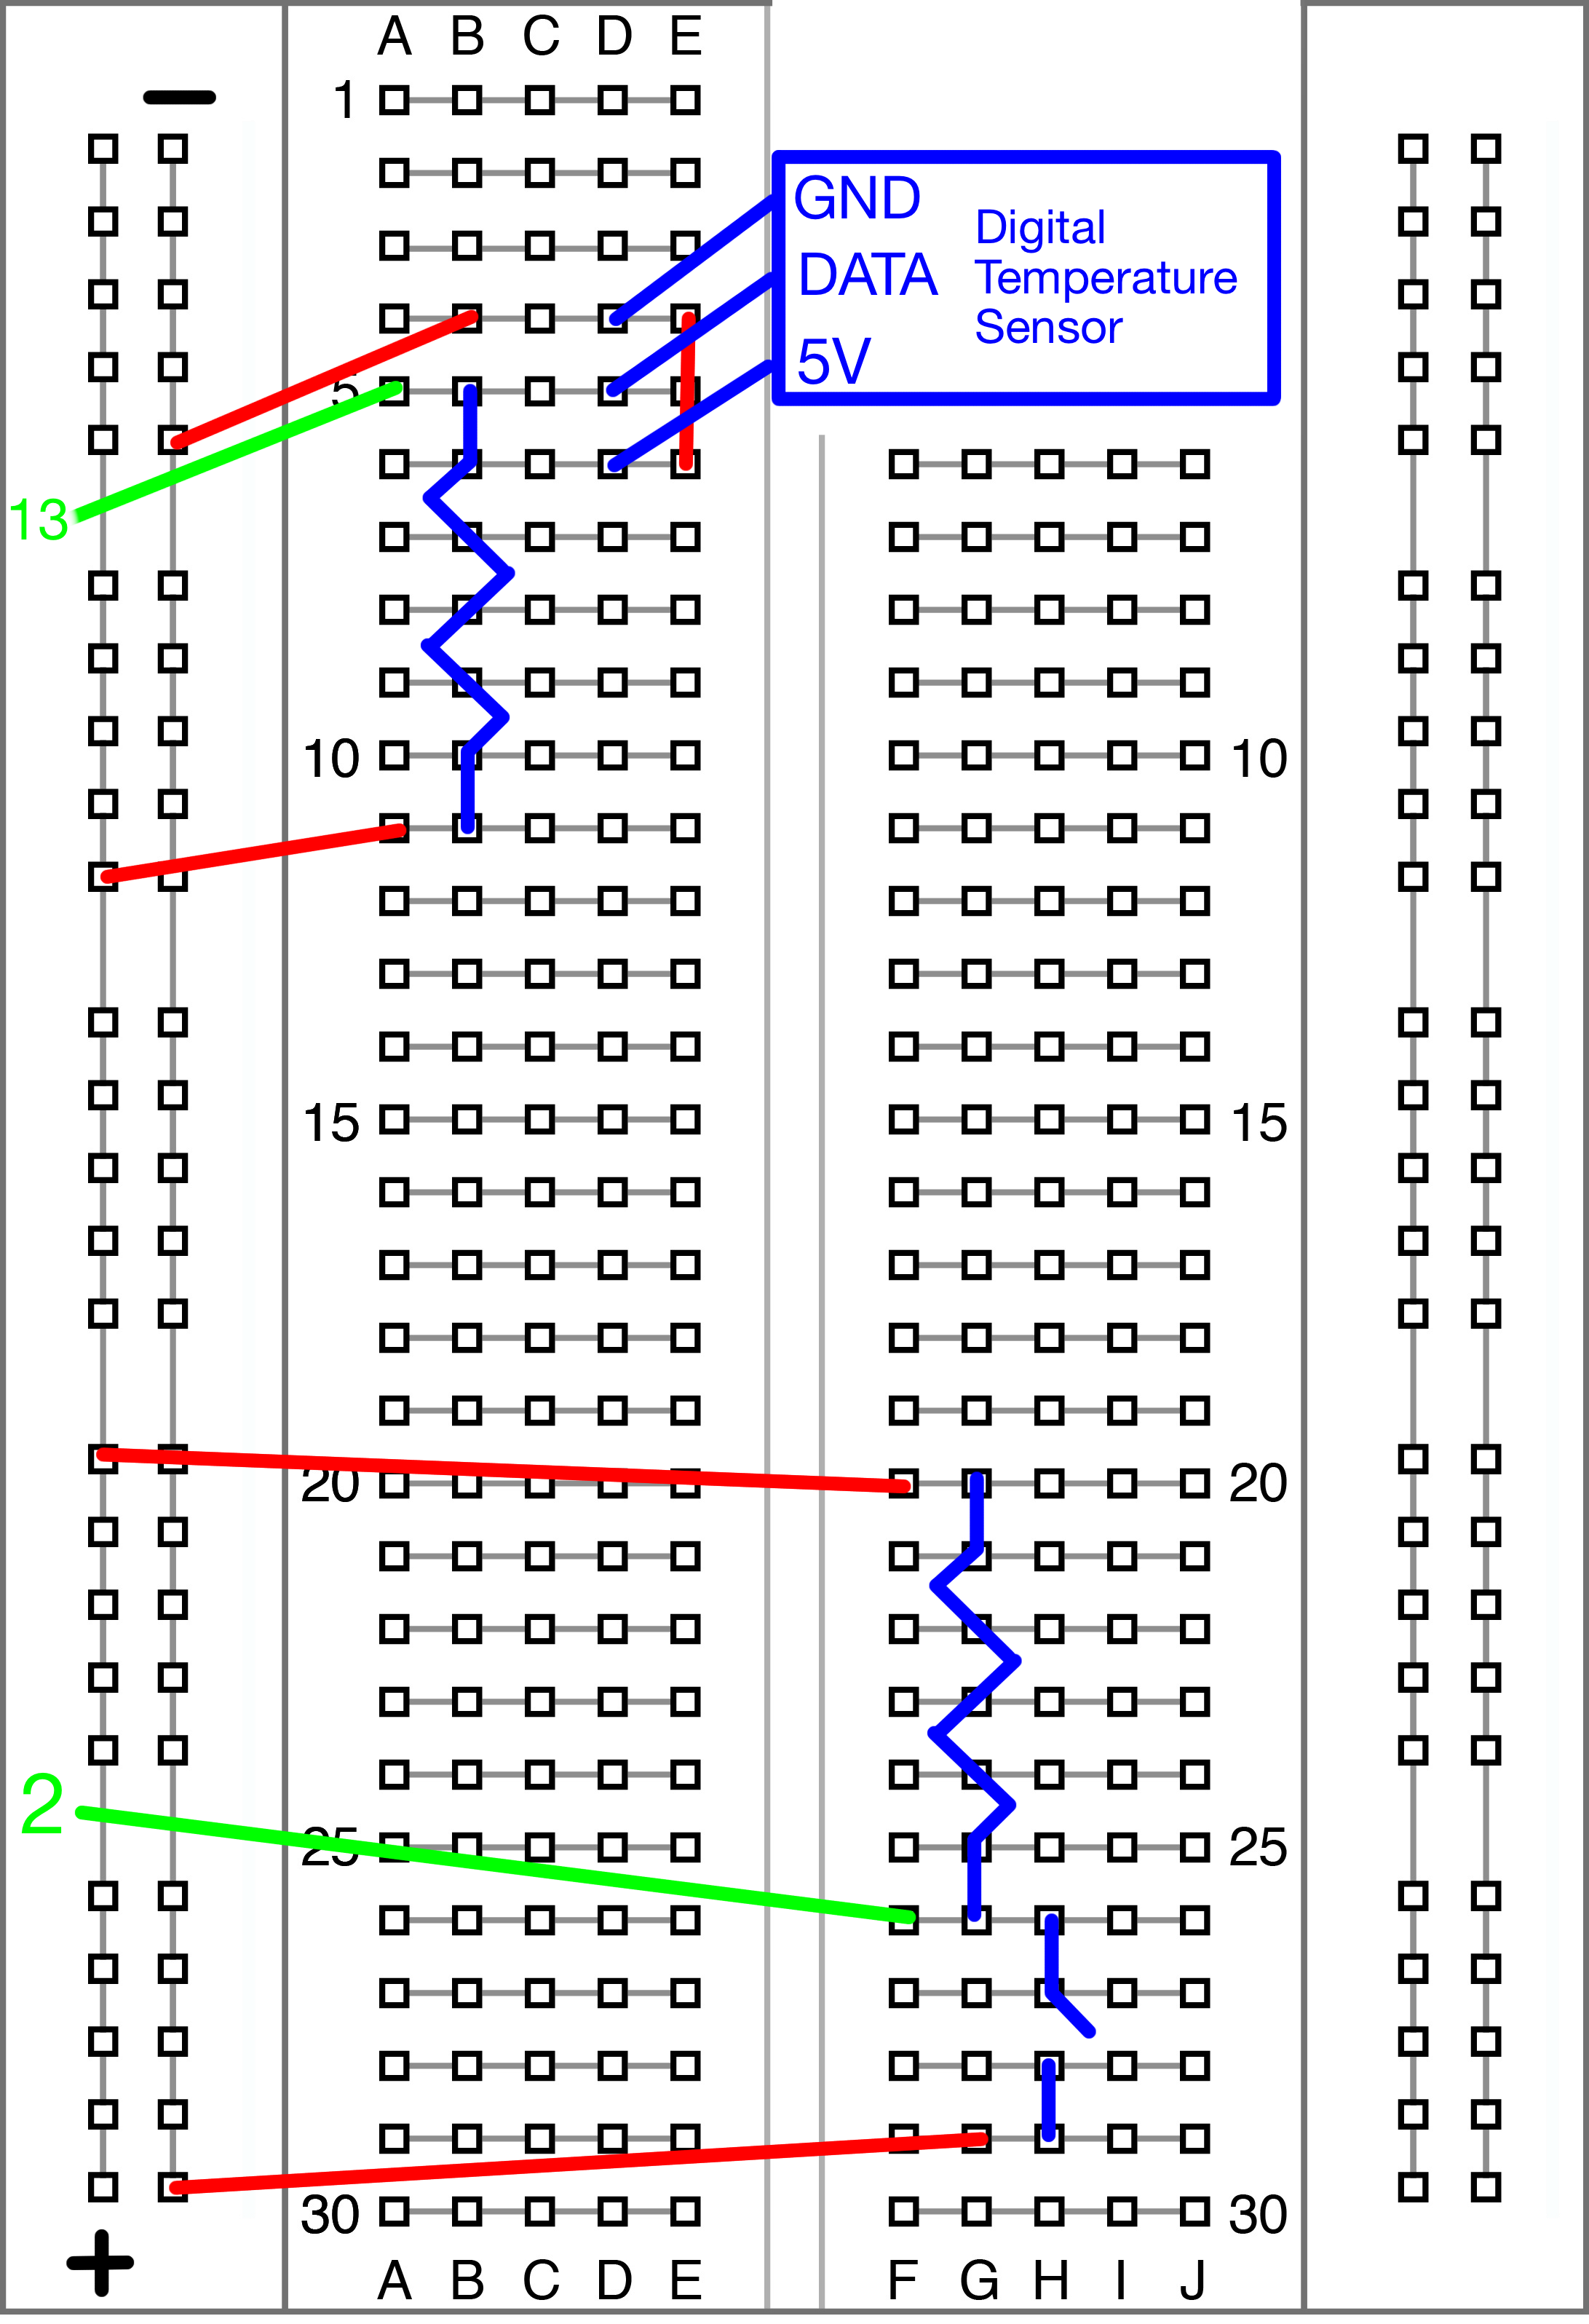 A B C D E
—
1
GND
DATA
5V
Digital
Temperature
Sensor
5
13
10 10
15 15
20 20
2
25 25
30 30
+
A B C D E F G H I J